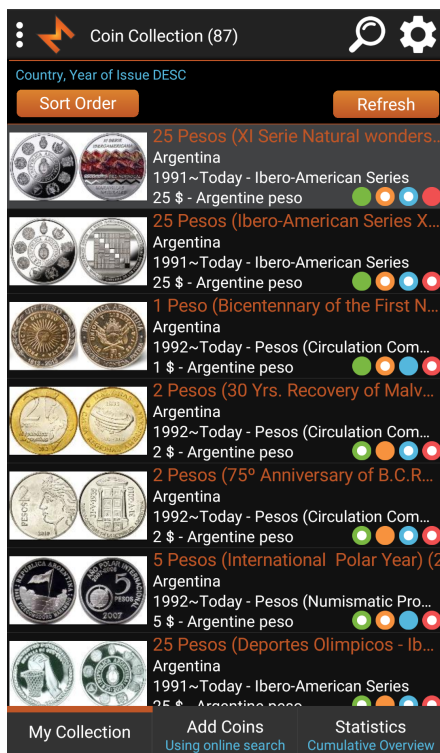 Coin Collection (87)
Country, Year of Issue DESC
Sort Order
Refresh
25 Pesos (XI Serie Natural wonders...
Argentina
1991~Today - Ibero-American Series
25 $ - Argentine peso
25 Pesos (Ibero-American Series X...
Argentina
1991~Today - Ibero-American Series
25 $ - Argentine peso
1 Peso (Bicentennary of the First N...
Argentina
1992~Today - Pesos (Circulation Com...
1 $ - Argentine peso
2 Pesos (30 Yrs. Recovery of Malv...
Argentina
1992~Today - Pesos (Circulation Com...
2 $ - Argentine peso
2 Pesos (75º Anniversary of B.C.R...
Argentina
1992~Today - Pesos (Circulation Com...
2 $ - Argentine peso
5 PESOS
2007
5 Pesos (International Polar Year) (2
Argentina
1992~Today - Pesos (Numismatic Pro...
5 $ - Argentine peso
25 Pesos (Deportes Olimpicos - Ib...
Argentina
1991~Today - Ibero-American Series
25 $ - Argentine peso
My Collection
Add Coins
Using online search
Statistics
Cumulative Overview